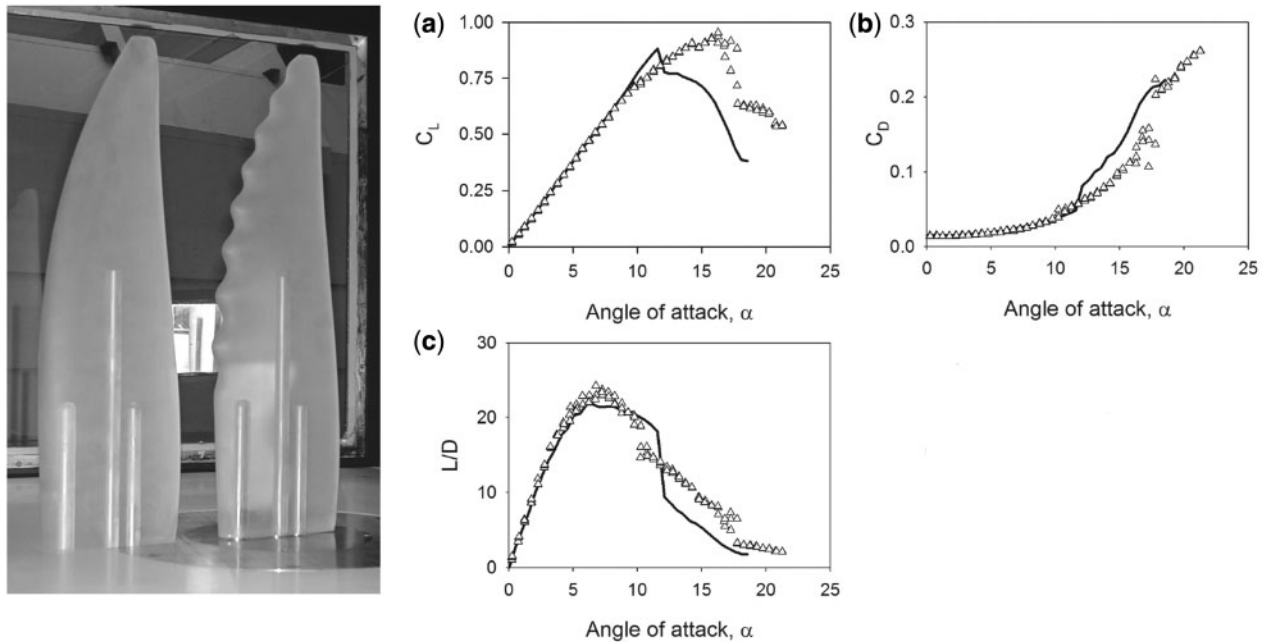 (a)
1.00
0.75
0.50
0.25
0.00
C_L
0 5 10 15 20 25
Angle of attack, α
(b)
0.3
0.2
0.1
0.0
C_D
0 5 10 15 20 25
Angle of attack, α
(c)
30
20
10
0
L/D
0 5 10 15 20 25
Angle of attack, α